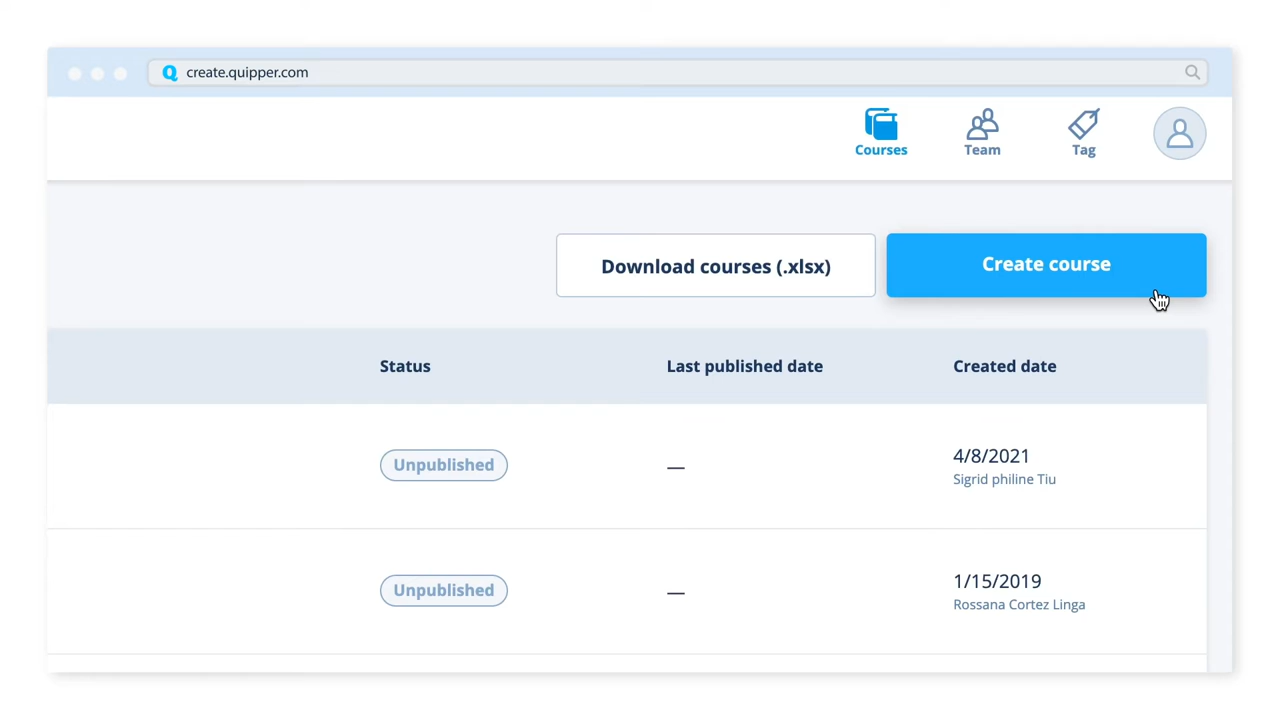 create.quipper.com
Courses
Team
Tag
Download courses (.xlsx)
Create course
Status
Last published date
Created date
Unpublished
—
4/8/2021
Sigrid philine Tiu
Unpublished
—
1/15/2019
Rossana Cortez Linga